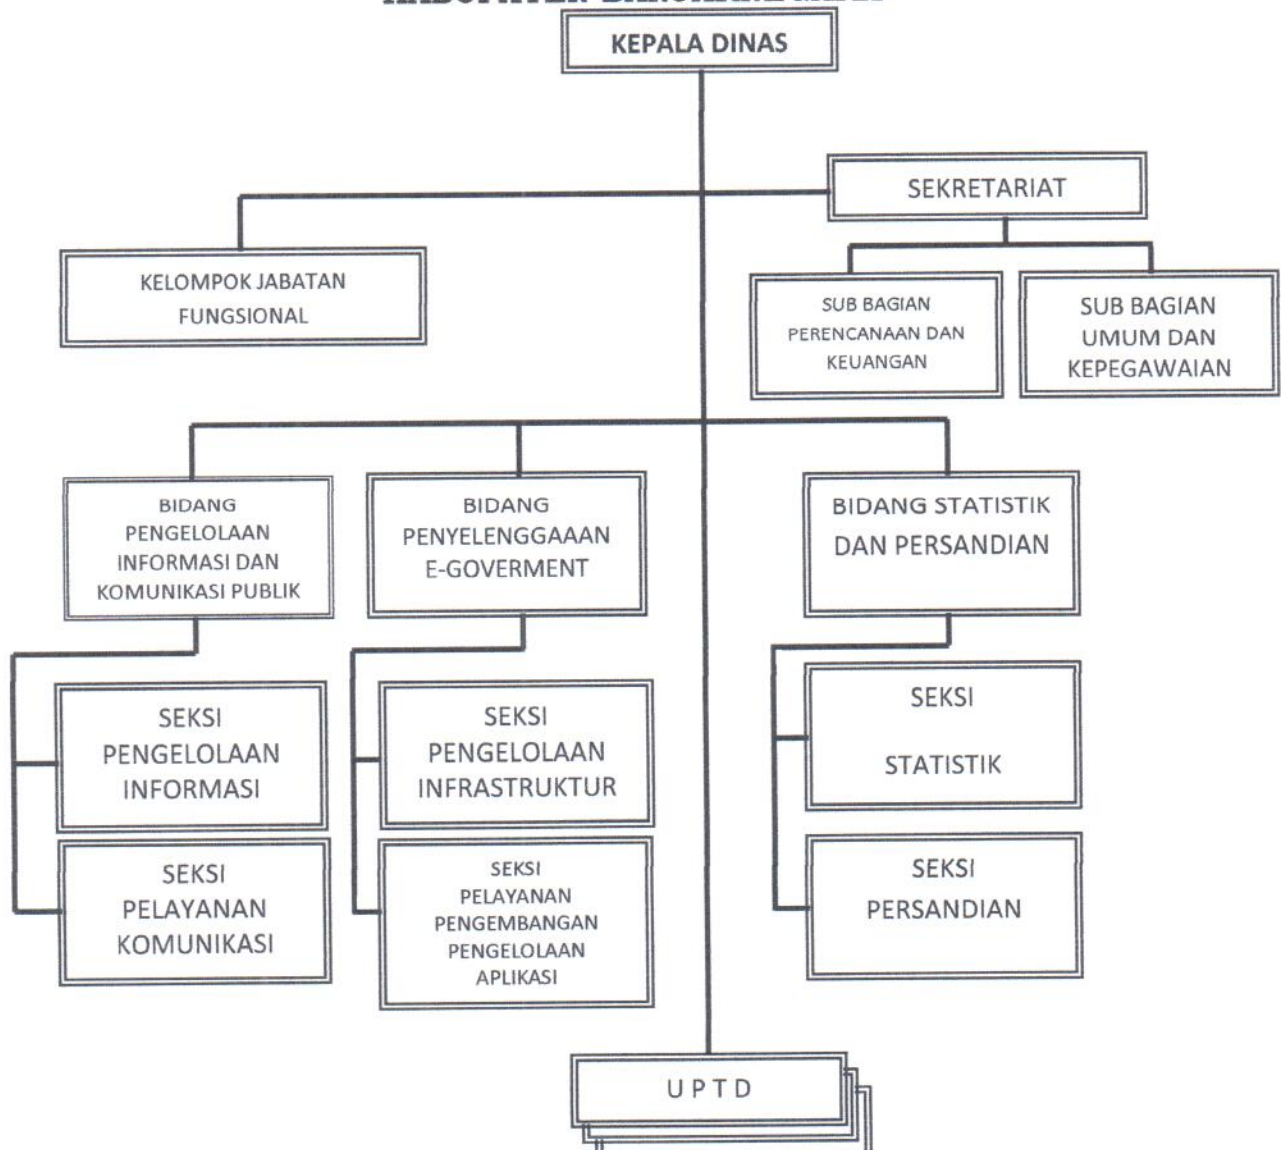 KABUPATEN
KEPALA DINAS
SEKRETARIAT
KELOMPOK JABATAN
FUNGSIONAL
SUB BAGIAN
PERENCANAAN DAN
KEUANGAN
SUB BAGIAN
UMUM DAN
KEPEGAWAIAN
BIDANG
PENGELOLAAN
INFORMASI DAN
KOMUNIKASI PUBLIK
BIDANG
PENYELENGGAAAN
E-GOVERMENT
BIDANG STATISTIK
DAN PERSANDIAN
SEKSI
PENGELOLAAN
INFORMASI
SEKSI
PENGELOLAAN
INFRASTRUKTUR
SEKSI
STATISTIK
SEKSI
PELAYANAN
KOMUNIKASI
SEKSI
PELAYANAN
PENGEMBANGAN
PENGELOLAAN
APLIKASI
SEKSI
PERSANDIAN
U P T D